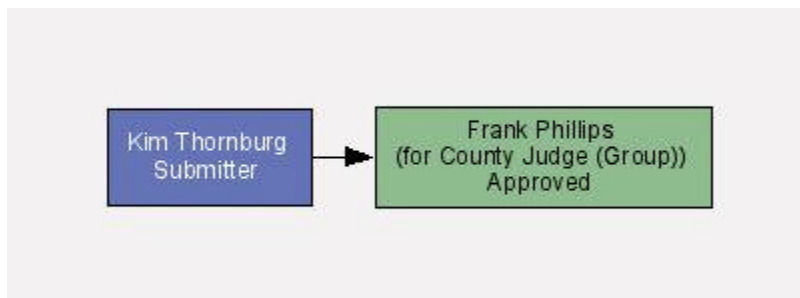 Kim Thornburg
Submitter
Frank Phillips
(for County Judge (Group))
Approved